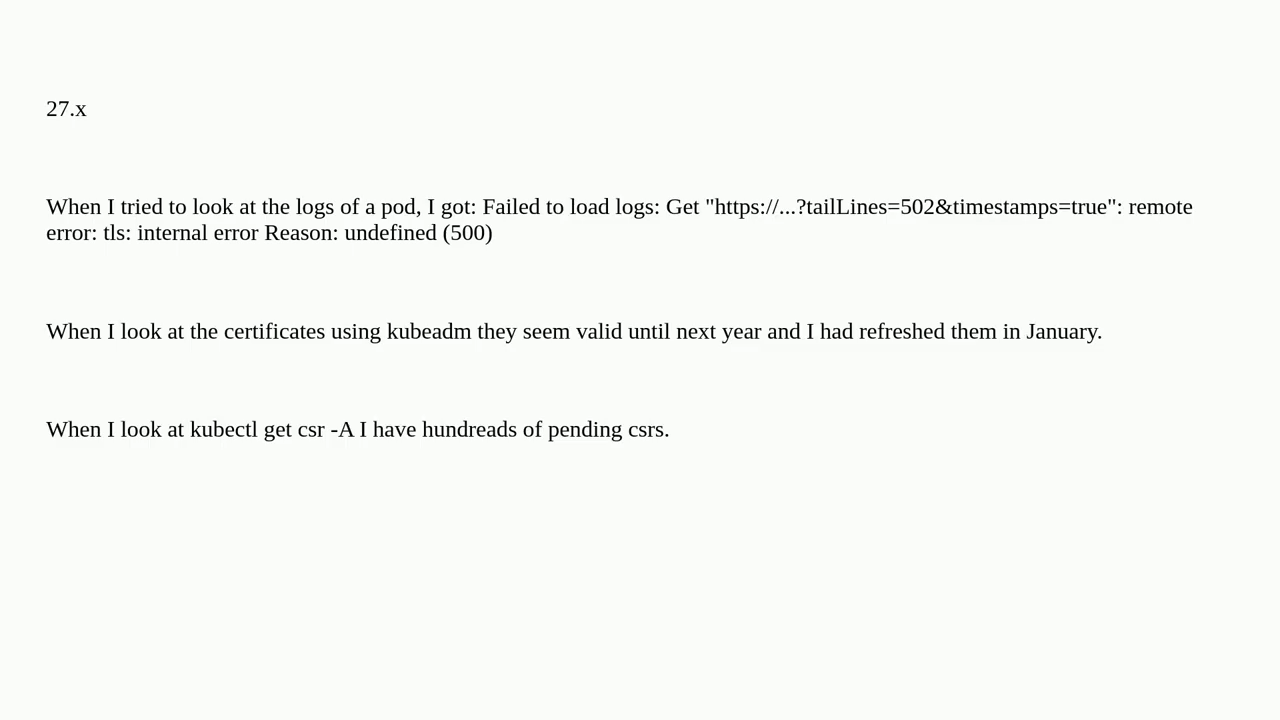 27.x
When I tried to look at the logs of a pod, I got: Failed to load logs: Get "https://...?tailLines=502&timestamps=true": remote
error: tls: internal error Reason: undefined (500)
When I look at the certificates using kubeadm they seem valid until next year and I had refreshed them in January.
When I look at kubectl get csr -A I have hundreads of pending csrs.